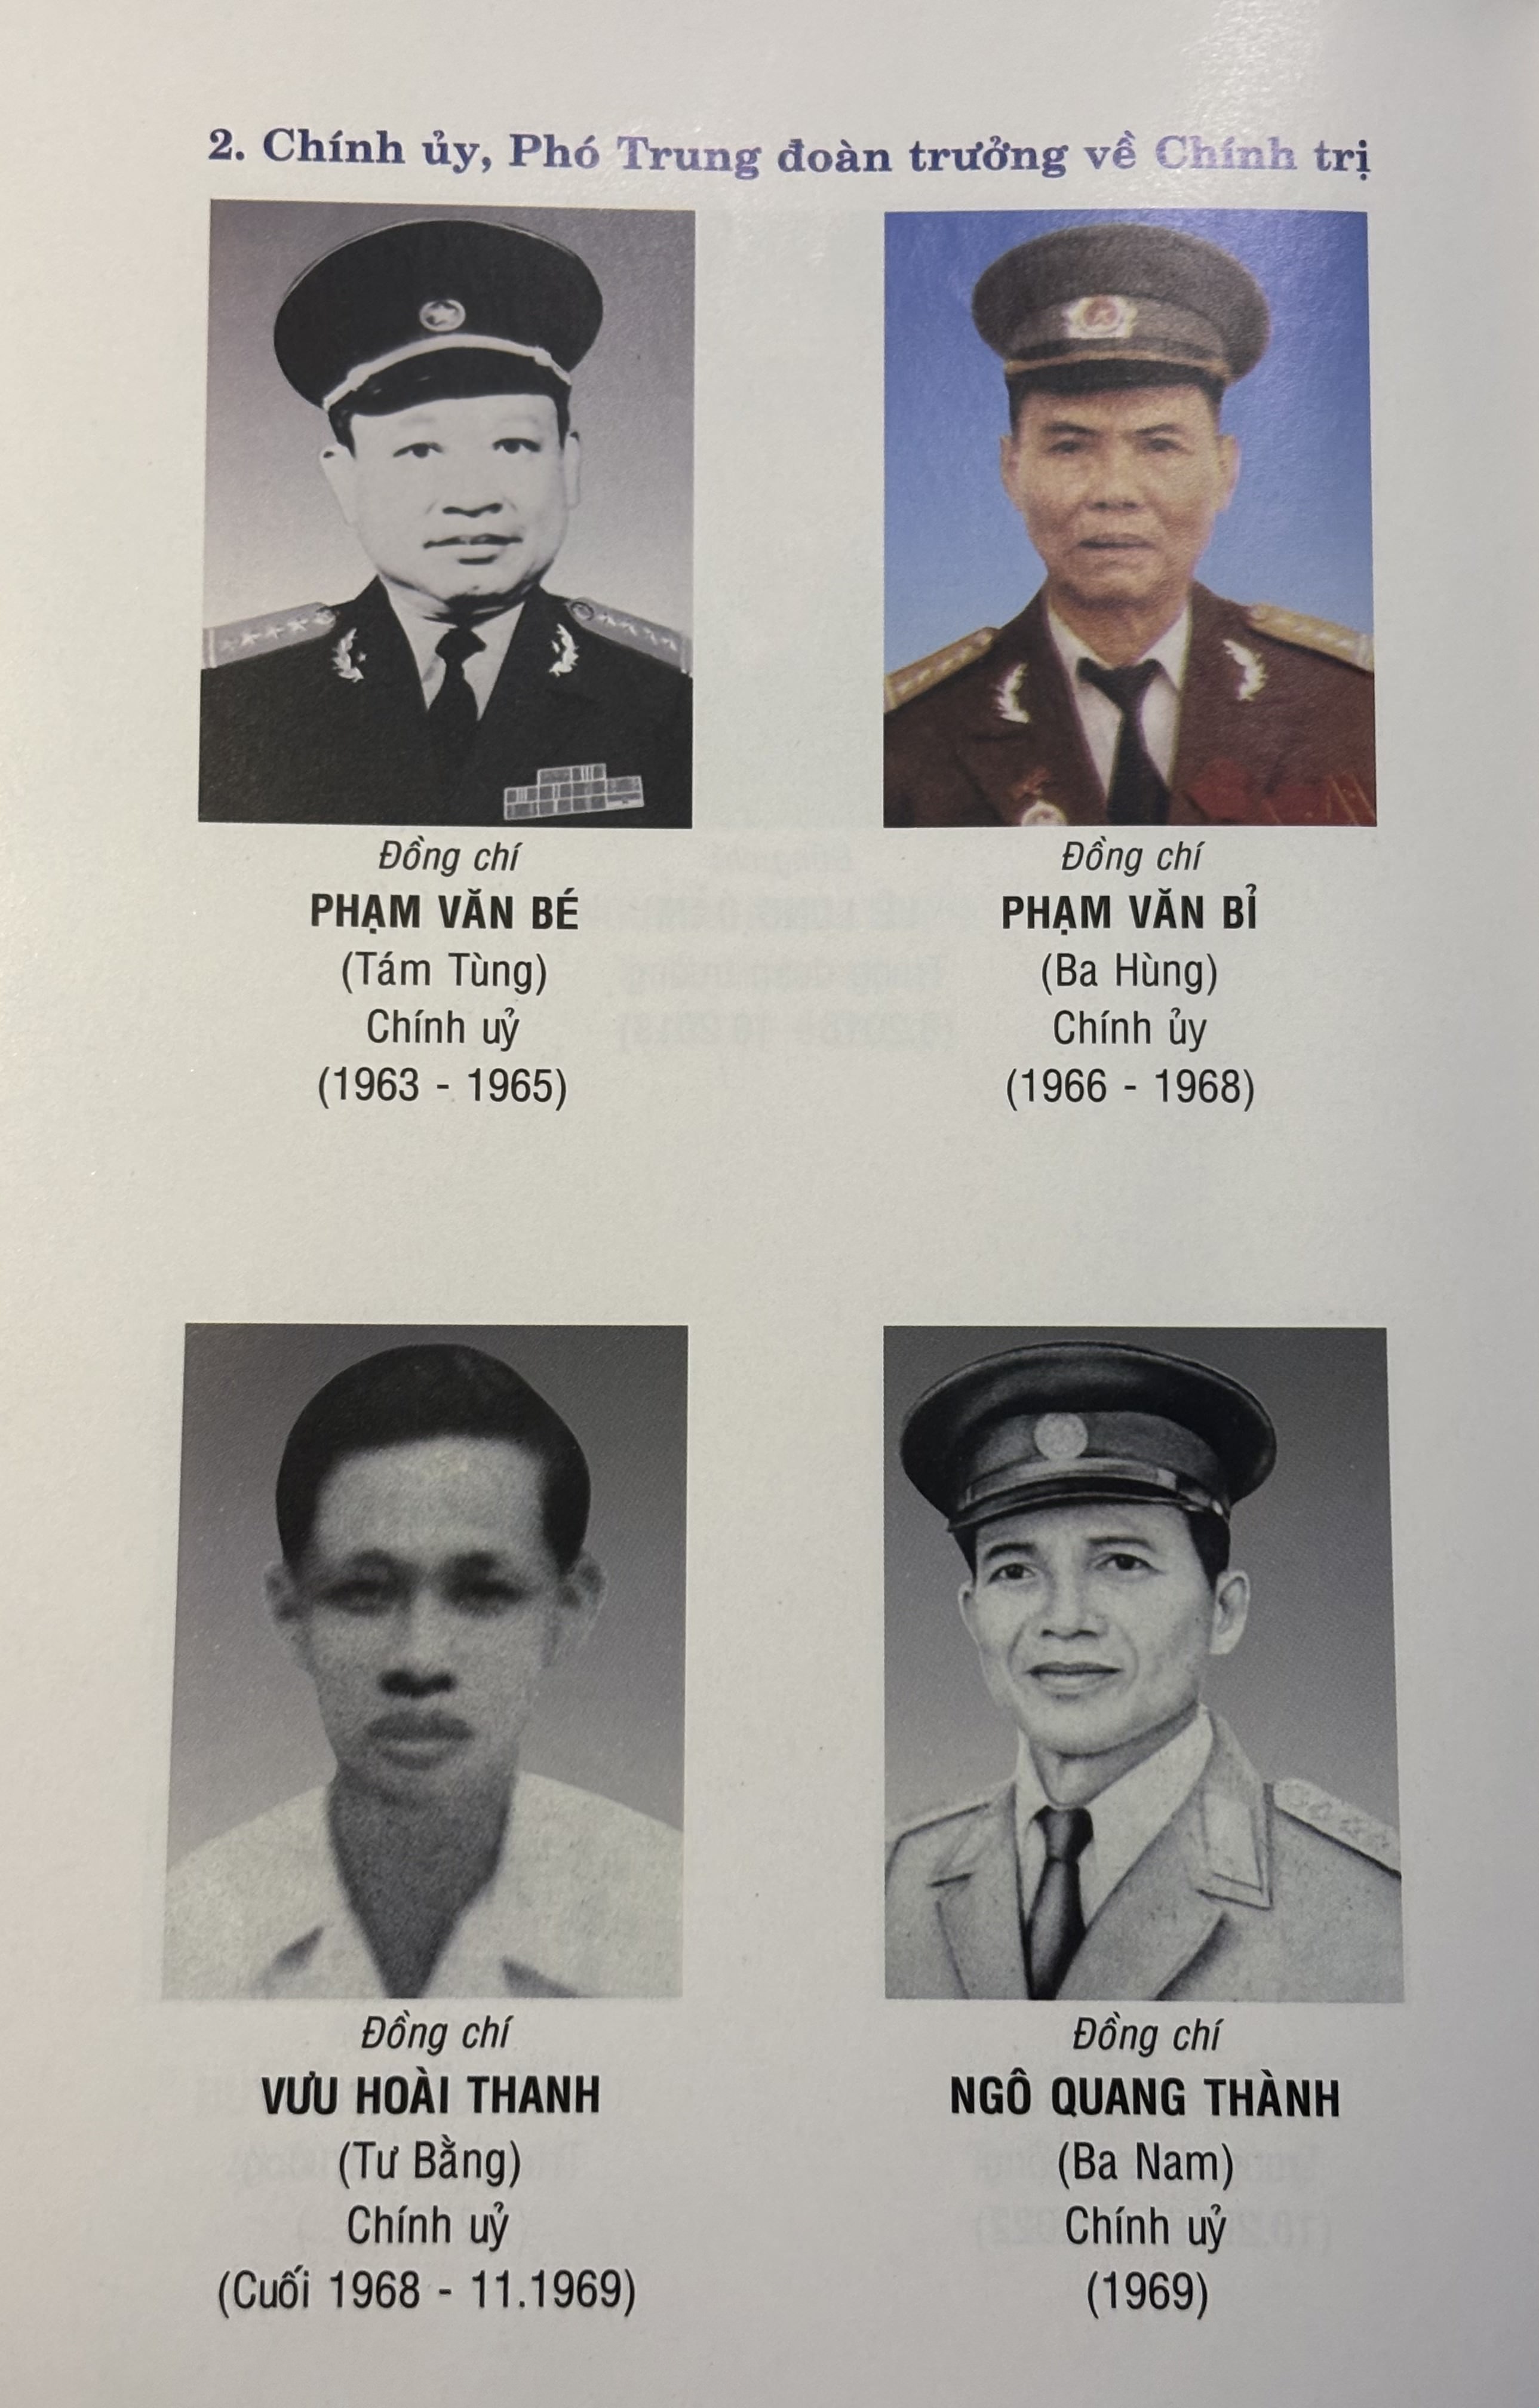 2. Chính ủy, Phó Trung đoàn trưởng về Chính trị
Đồng chí
PHẠM VĂN BÉ
(Tám Tùng)
Chính uỷ
(1963 - 1965)
Đồng chí
PHẠM VĂN BỈ
(Ba Hùng)
Chính ủy
(1966 - 1968)
Đồng chí
VƯU HOÀI THANH
(Tư Bằng)
Chính uỷ
(Cuối 1968 - 11.1969)
Đồng chí
NGÔ QUANG THÀNH
(Ba Nam)
Chính uỷ
(1969)